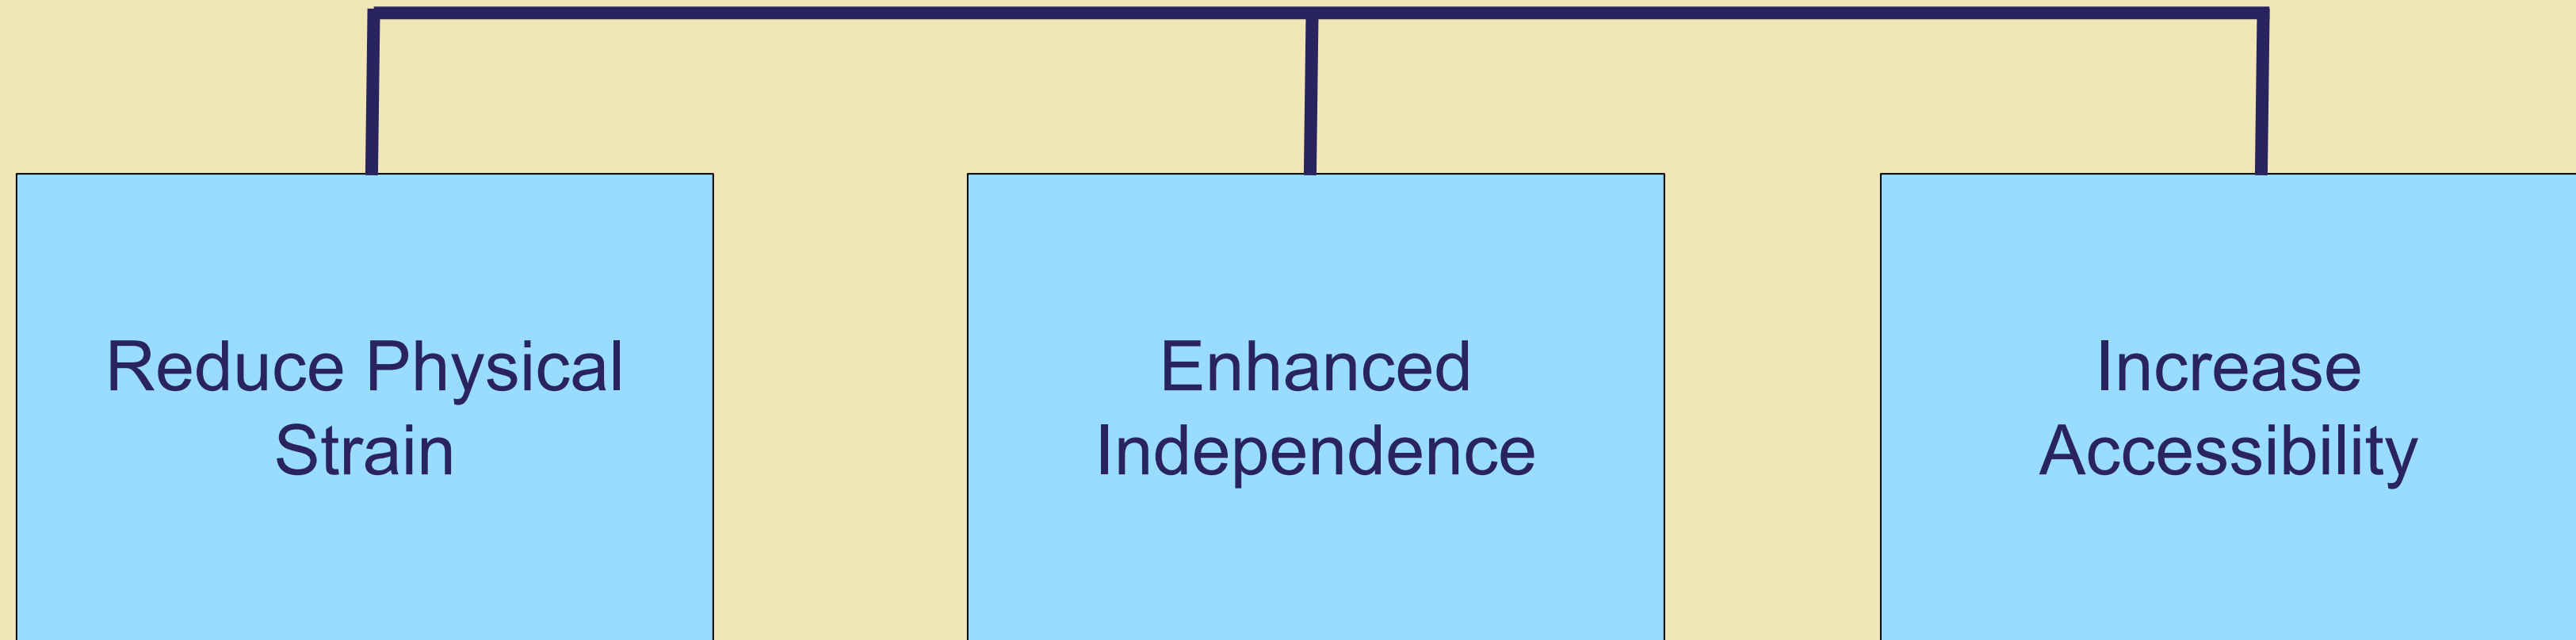 Reduce Physical
Strain
Enhanced
Independence
Increase
Accessibility